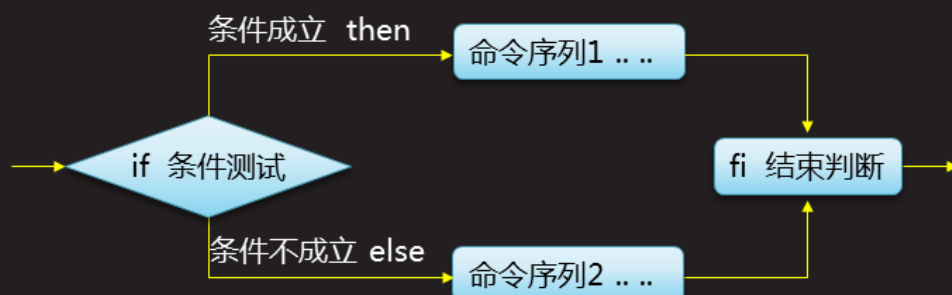 条件成立 then
命令序列1 .. ..
if 条件测试
fi 结束判断
条件不成立 else
命令序列2 .. ..